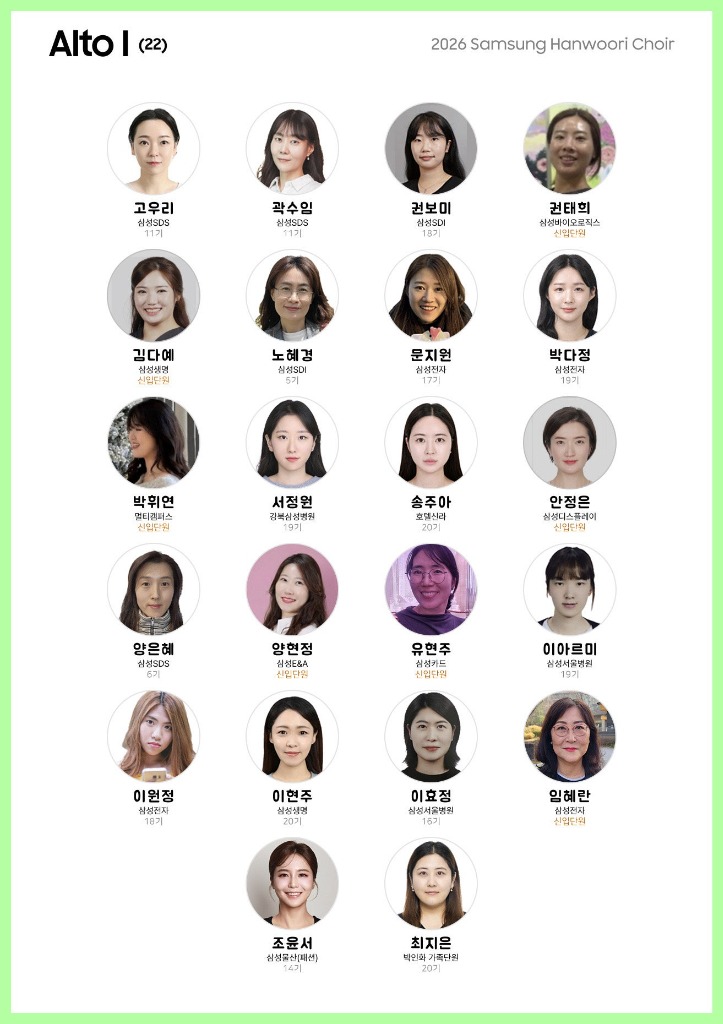 Alto I (22)
2026 Samsung Hanwoori Choir
고우리
삼성SDS
11기
곽수임
삼성SDS
11기
권보미
삼성SDI
18기
권태희
삼성바이오로직스
신입단원
김다예
삼성생명
신입단원
노혜경
삼성SDI
5기
문지원
삼성전자
17기
박다정
삼성전자
19기
박휘연
멀티캠퍼스
신입단원
서정원
강북삼성병원
19기
송주아
호텔신라
20기
안정은
삼성디스플레이
신입단원
양은혜
삼성SDS
6기
양현정
삼성E&A
신입단원
유현주
삼성카드
신입단원
이아르미
삼성서울병원
19기
이원정
삼성전자
18기
이현주
삼성생명
20기
이효정
삼성서울병원
16기
임혜란
삼성전자
신입단원
조윤서
삼성물산(패션)
14기
최지은
박인화 가족단원
20기